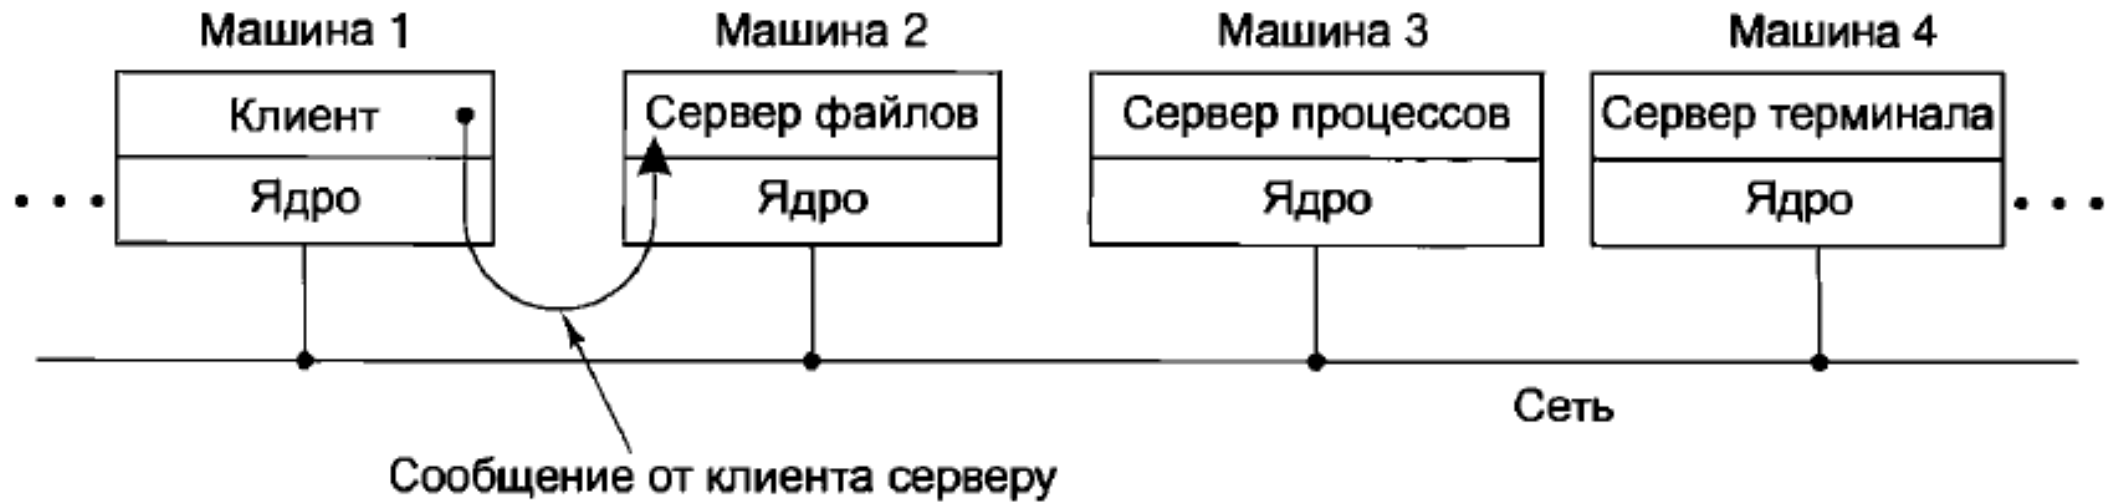 Машина 1 Машина 2 Машина 3 Машина 4
Клиент Сервер файлов Сервер процессов Сервер терминала
Ядро Ядро Ядро Ядро
Сеть
Сообщение от клиента серверу